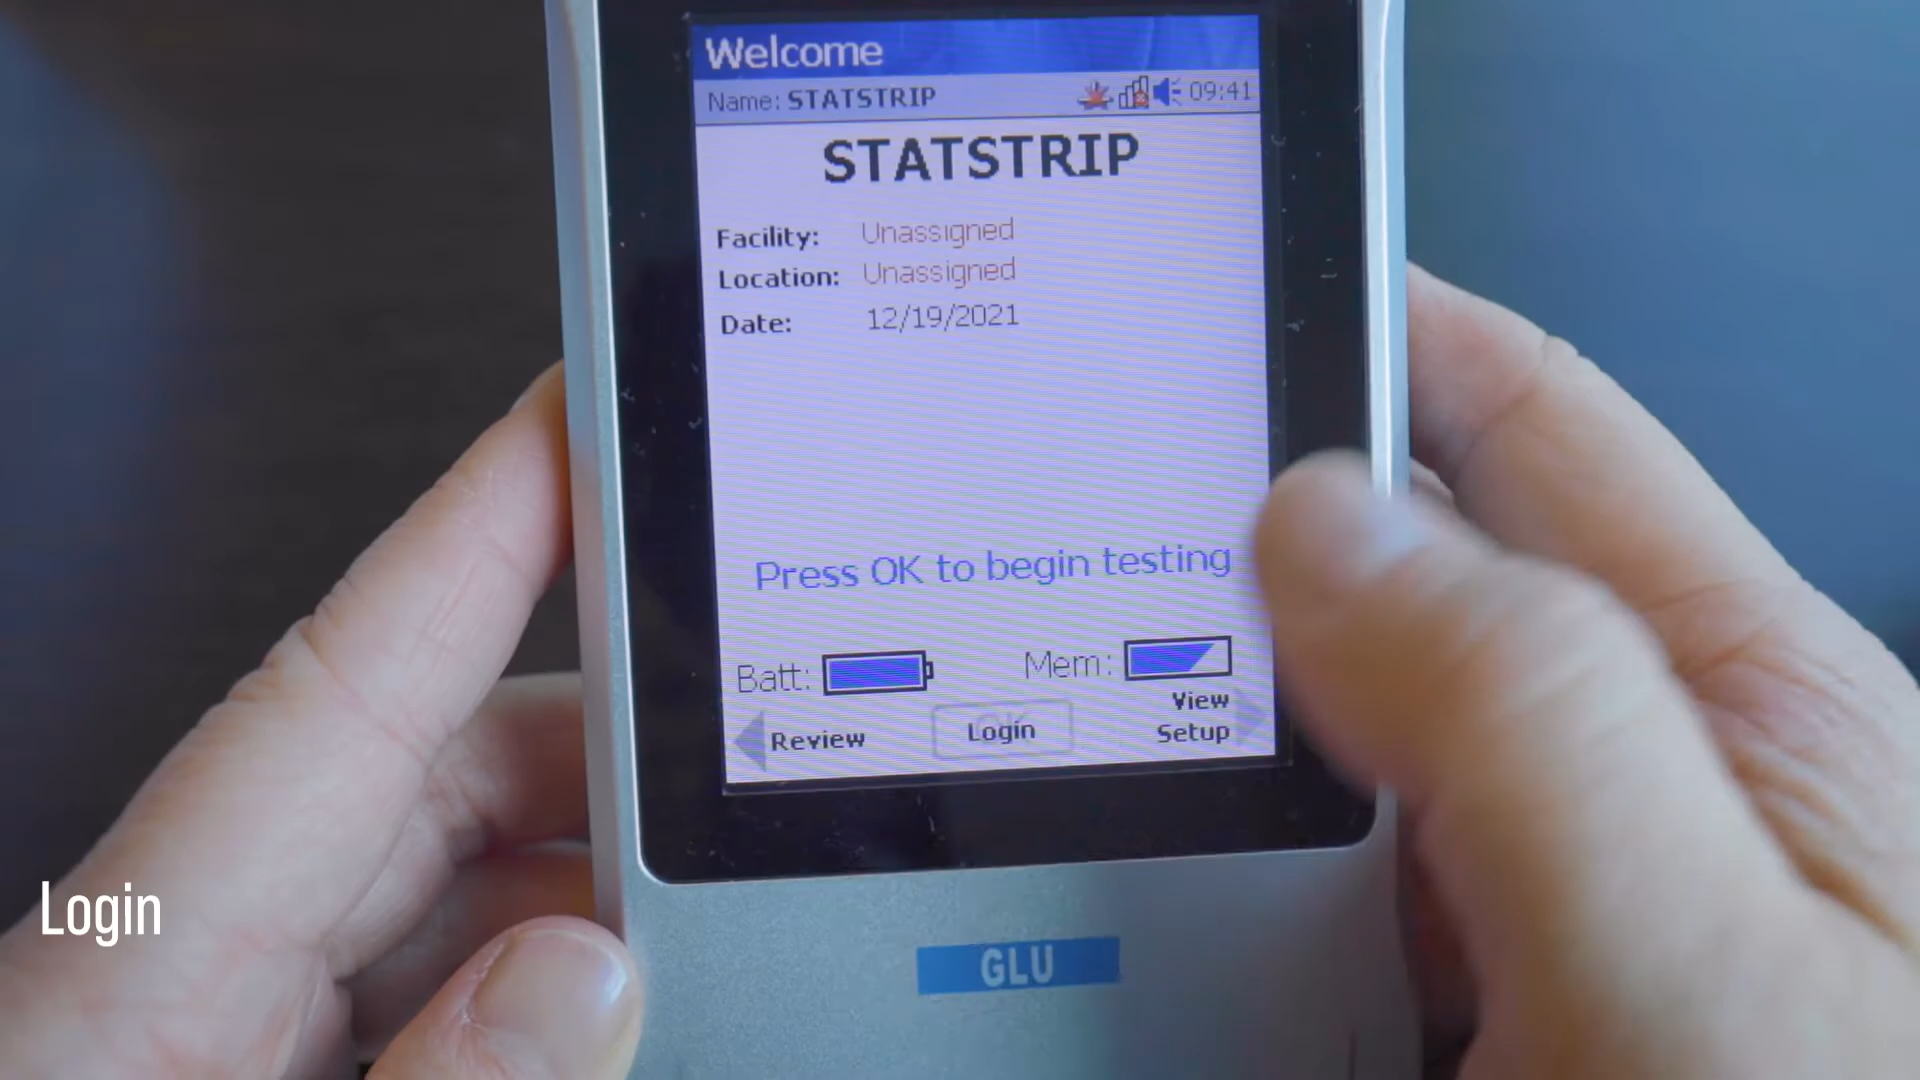 Welcome
Name: STATSTRIP 09:41
STATSTRIP
Facility: Unassigned
Location: Unassigned
Date: 12/19/2021
Press OK to begin testing
Batt: Mem:
Review Login View Setup
Login
GLU